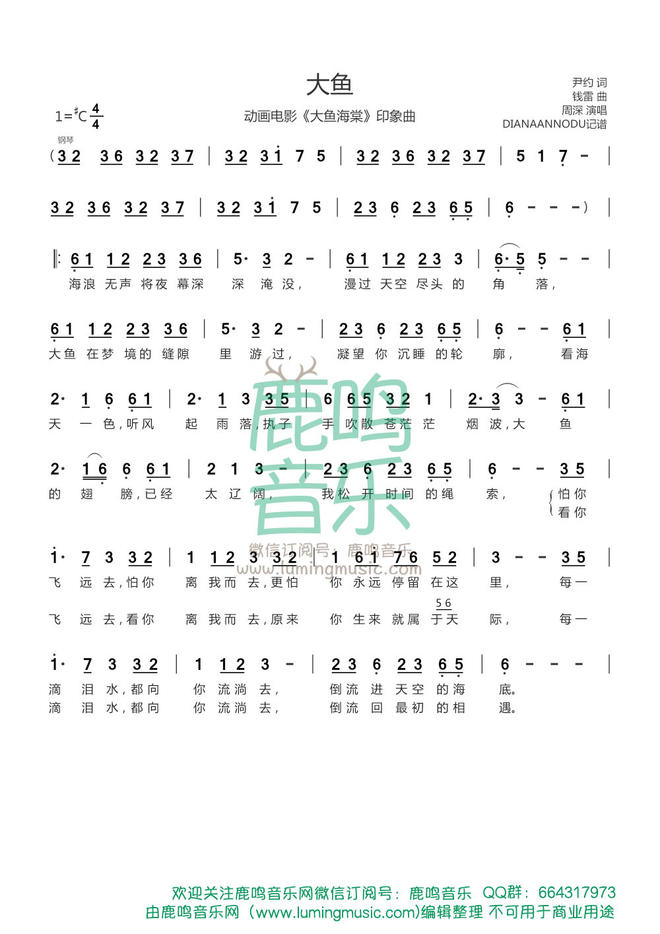 大鱼
动画电影《大鱼海棠》印象曲
1=♯C 4/4
尹约 词
钱雷 曲
周深 演唱
DIANAANNODU记谱
钢琴
(3 2 3 6 3 2 3 7 | 3 2 3 1 7 5 | 3 2 3 6 3 2 3 7 | 5 1 7 – |
3 2 3 6 3 2 3 7 | 3 2 3 1 7 5 | 2 3 6 2 3 6 5 | 6 – – – ) |
𝄆 6 1 1 2 2 3 3 6 | 5· 3 2 – | 6 1 1 2 2 3 3 | 6· 5 5 – |
海浪 无声 将夜 幕深 深 淹 没, 漫过 天空 尽头 的 角 落,
6 1 1 2 2 3 3 6 | 5· 3 2 – | 2 3 6 2 3 6 5 | 6 – – 6 1 |
大鱼 在梦 境的 缝隙 里 游 过, 凝望 你 沉睡 的轮 廓, 看海
2· 1 6 6 1 | 2· 1 3 3 5 | 6 6 5 3 2 1 | 2· 3 3 – 6 |
天 一 色,听风 起 雨 落,执子 手 吹散 苍茫 茫 烟 波,大 鱼
2· 1 6 6 6 1 | 2 1 3 – | 2 3 6 2 3 6 5 | 6 – – 3 5 |
的 翅 膀,已经 太 辽 阔, 我松 开 时间 的绳 索, 怕你
看你
1· 7 3 3 2 | 1 1 2 3 3 2 | 1 6 1 7 6 5 2 | 3 – – 3 5 |
飞 远 去,怕你 离 我而 去,更怕 你 永远 停留 在这 里, 每一
5 6
飞 远 去,看你 离 我而 去,原来 你 生来 就属 于天 际, 每一
1· 7 3 3 2 | 1 1 2 3 – | 2 3 6 2 3 6 5 | 6 – – – |
滴 泪 水,都向 你 流淌 去, 倒流 进 天空 的海 底。
滴 泪 水,都向 你 流淌 去, 倒流 回 最初 的相 遇。
鹿鸣
音乐
微信订阅号：鹿鸣音乐
www.lumingmusic.com
欢迎关注鹿鸣音乐网微信订阅号：鹿鸣音乐 QQ群：664317973
由鹿鸣音乐网（www.lumingmusic.com)编辑整理 不可用于商业用途